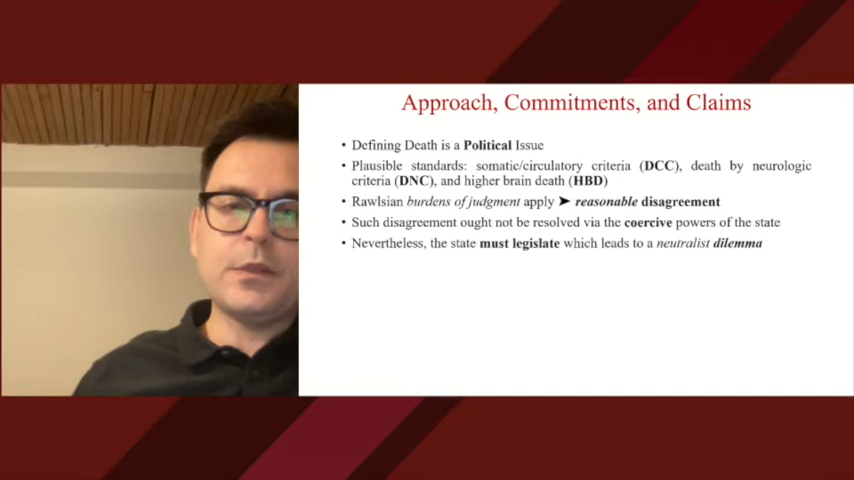 Approach, Commitments, and Claims
• Defining Death is a Political Issue
• Plausible standards: somatic/circulatory criteria (DCC), death by neurologic
criteria (DNC), and higher brain death (HBD)
• Rawlsian burdens of judgment apply ➤ reasonable disagreement
• Such disagreement ought not be resolved via the coercive powers of the state
• Nevertheless, the state must legislate which leads to a neutralist dilemma